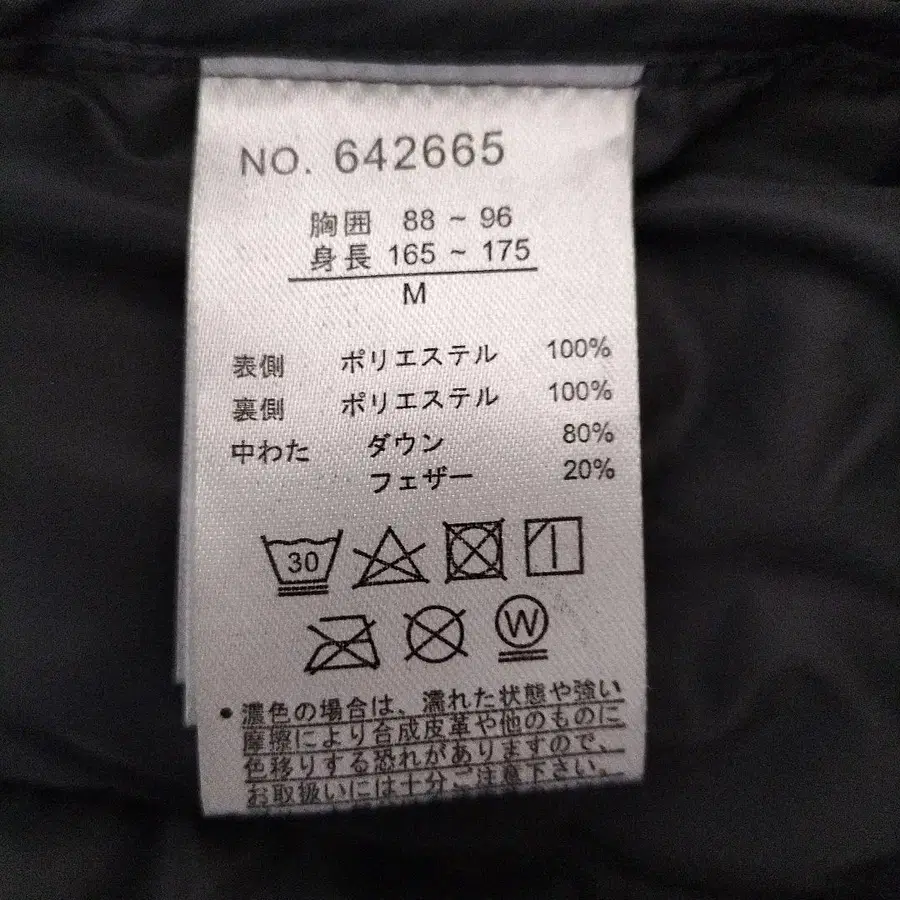 NO. 642665
胸囲 88 ~ 96
身長 165 ~ 175
M
表側 ポリエステル 100%
裏側 ポリエステル 100%
中わた ダウン 80%
フェザー 20%
30
W
• 濃色の場合は、濡れた状態や強い
摩擦により合成皮革や他のものに
色移りする恐れがありますので、
お取扱いには十分ご注意下さい。